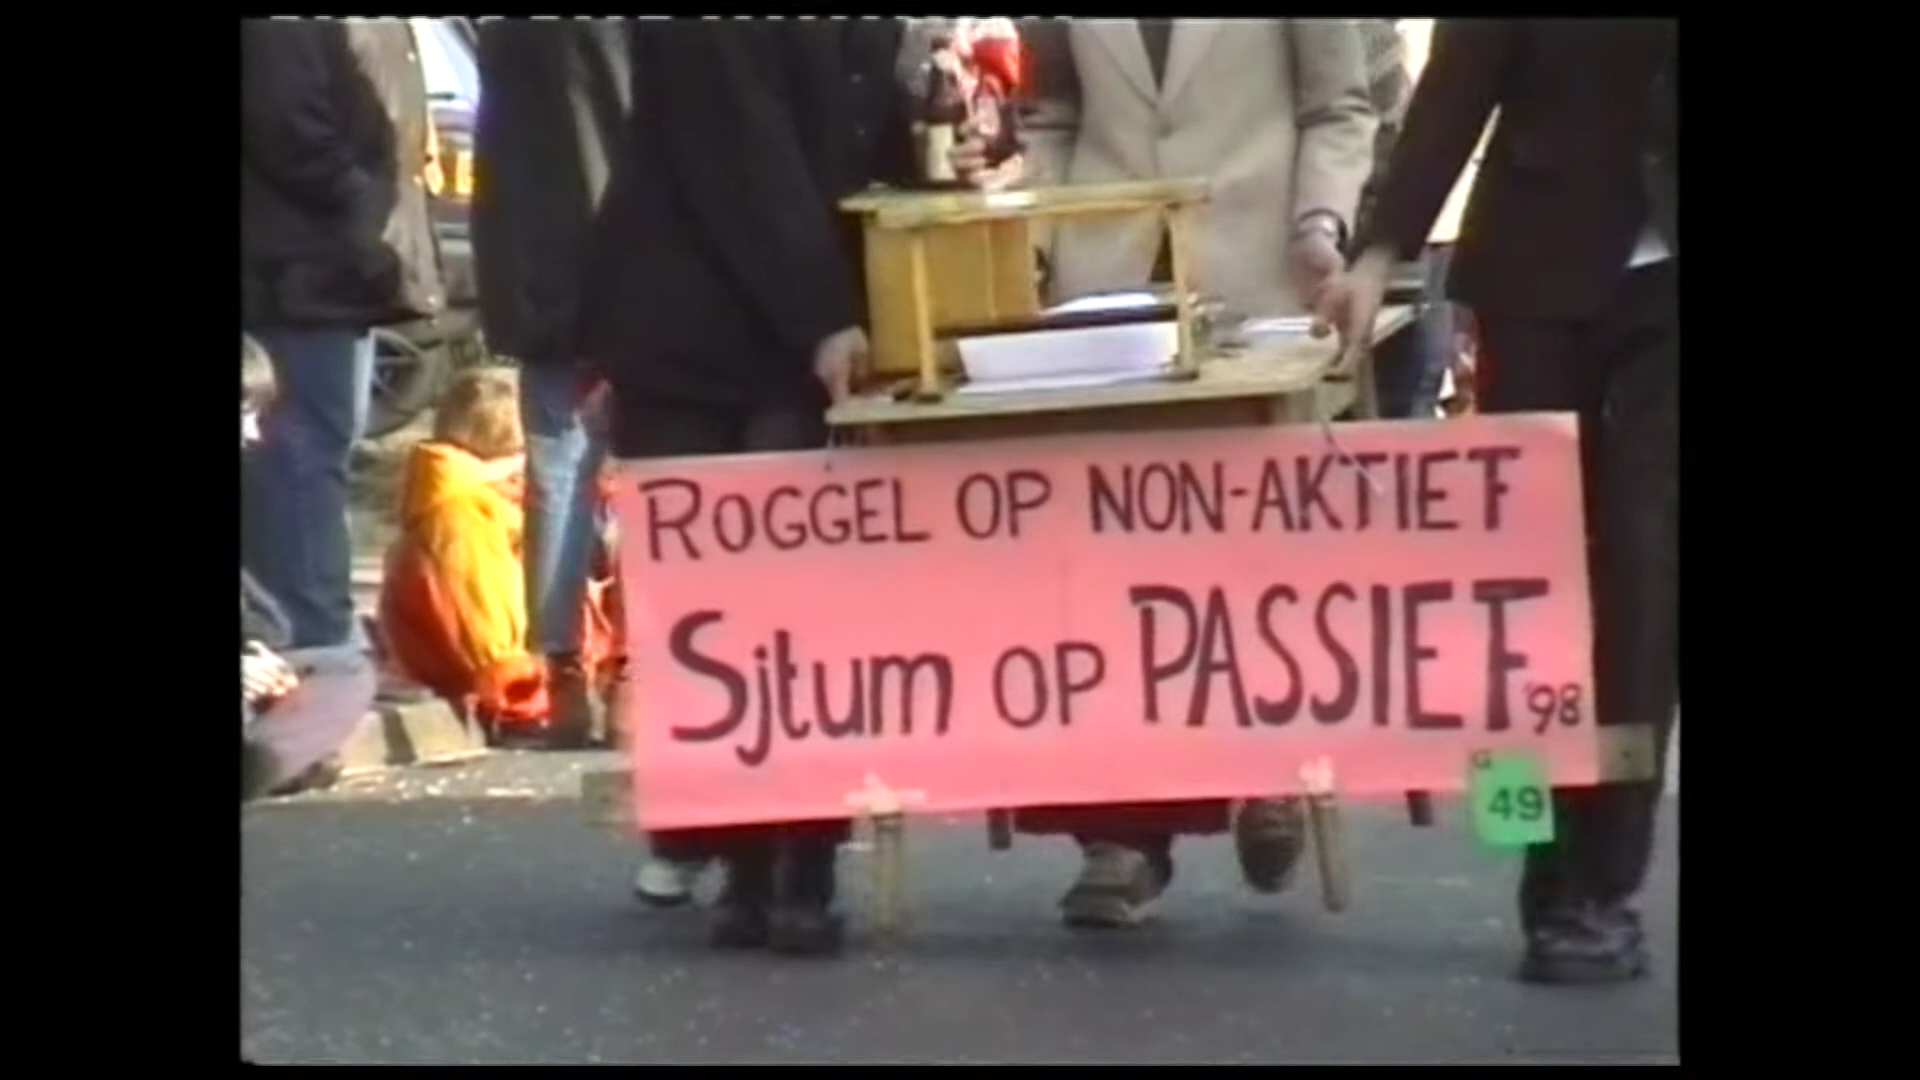 ROGGEL OP NON-AKTIEF
Sjtum OP PASSIEF '98
G
49